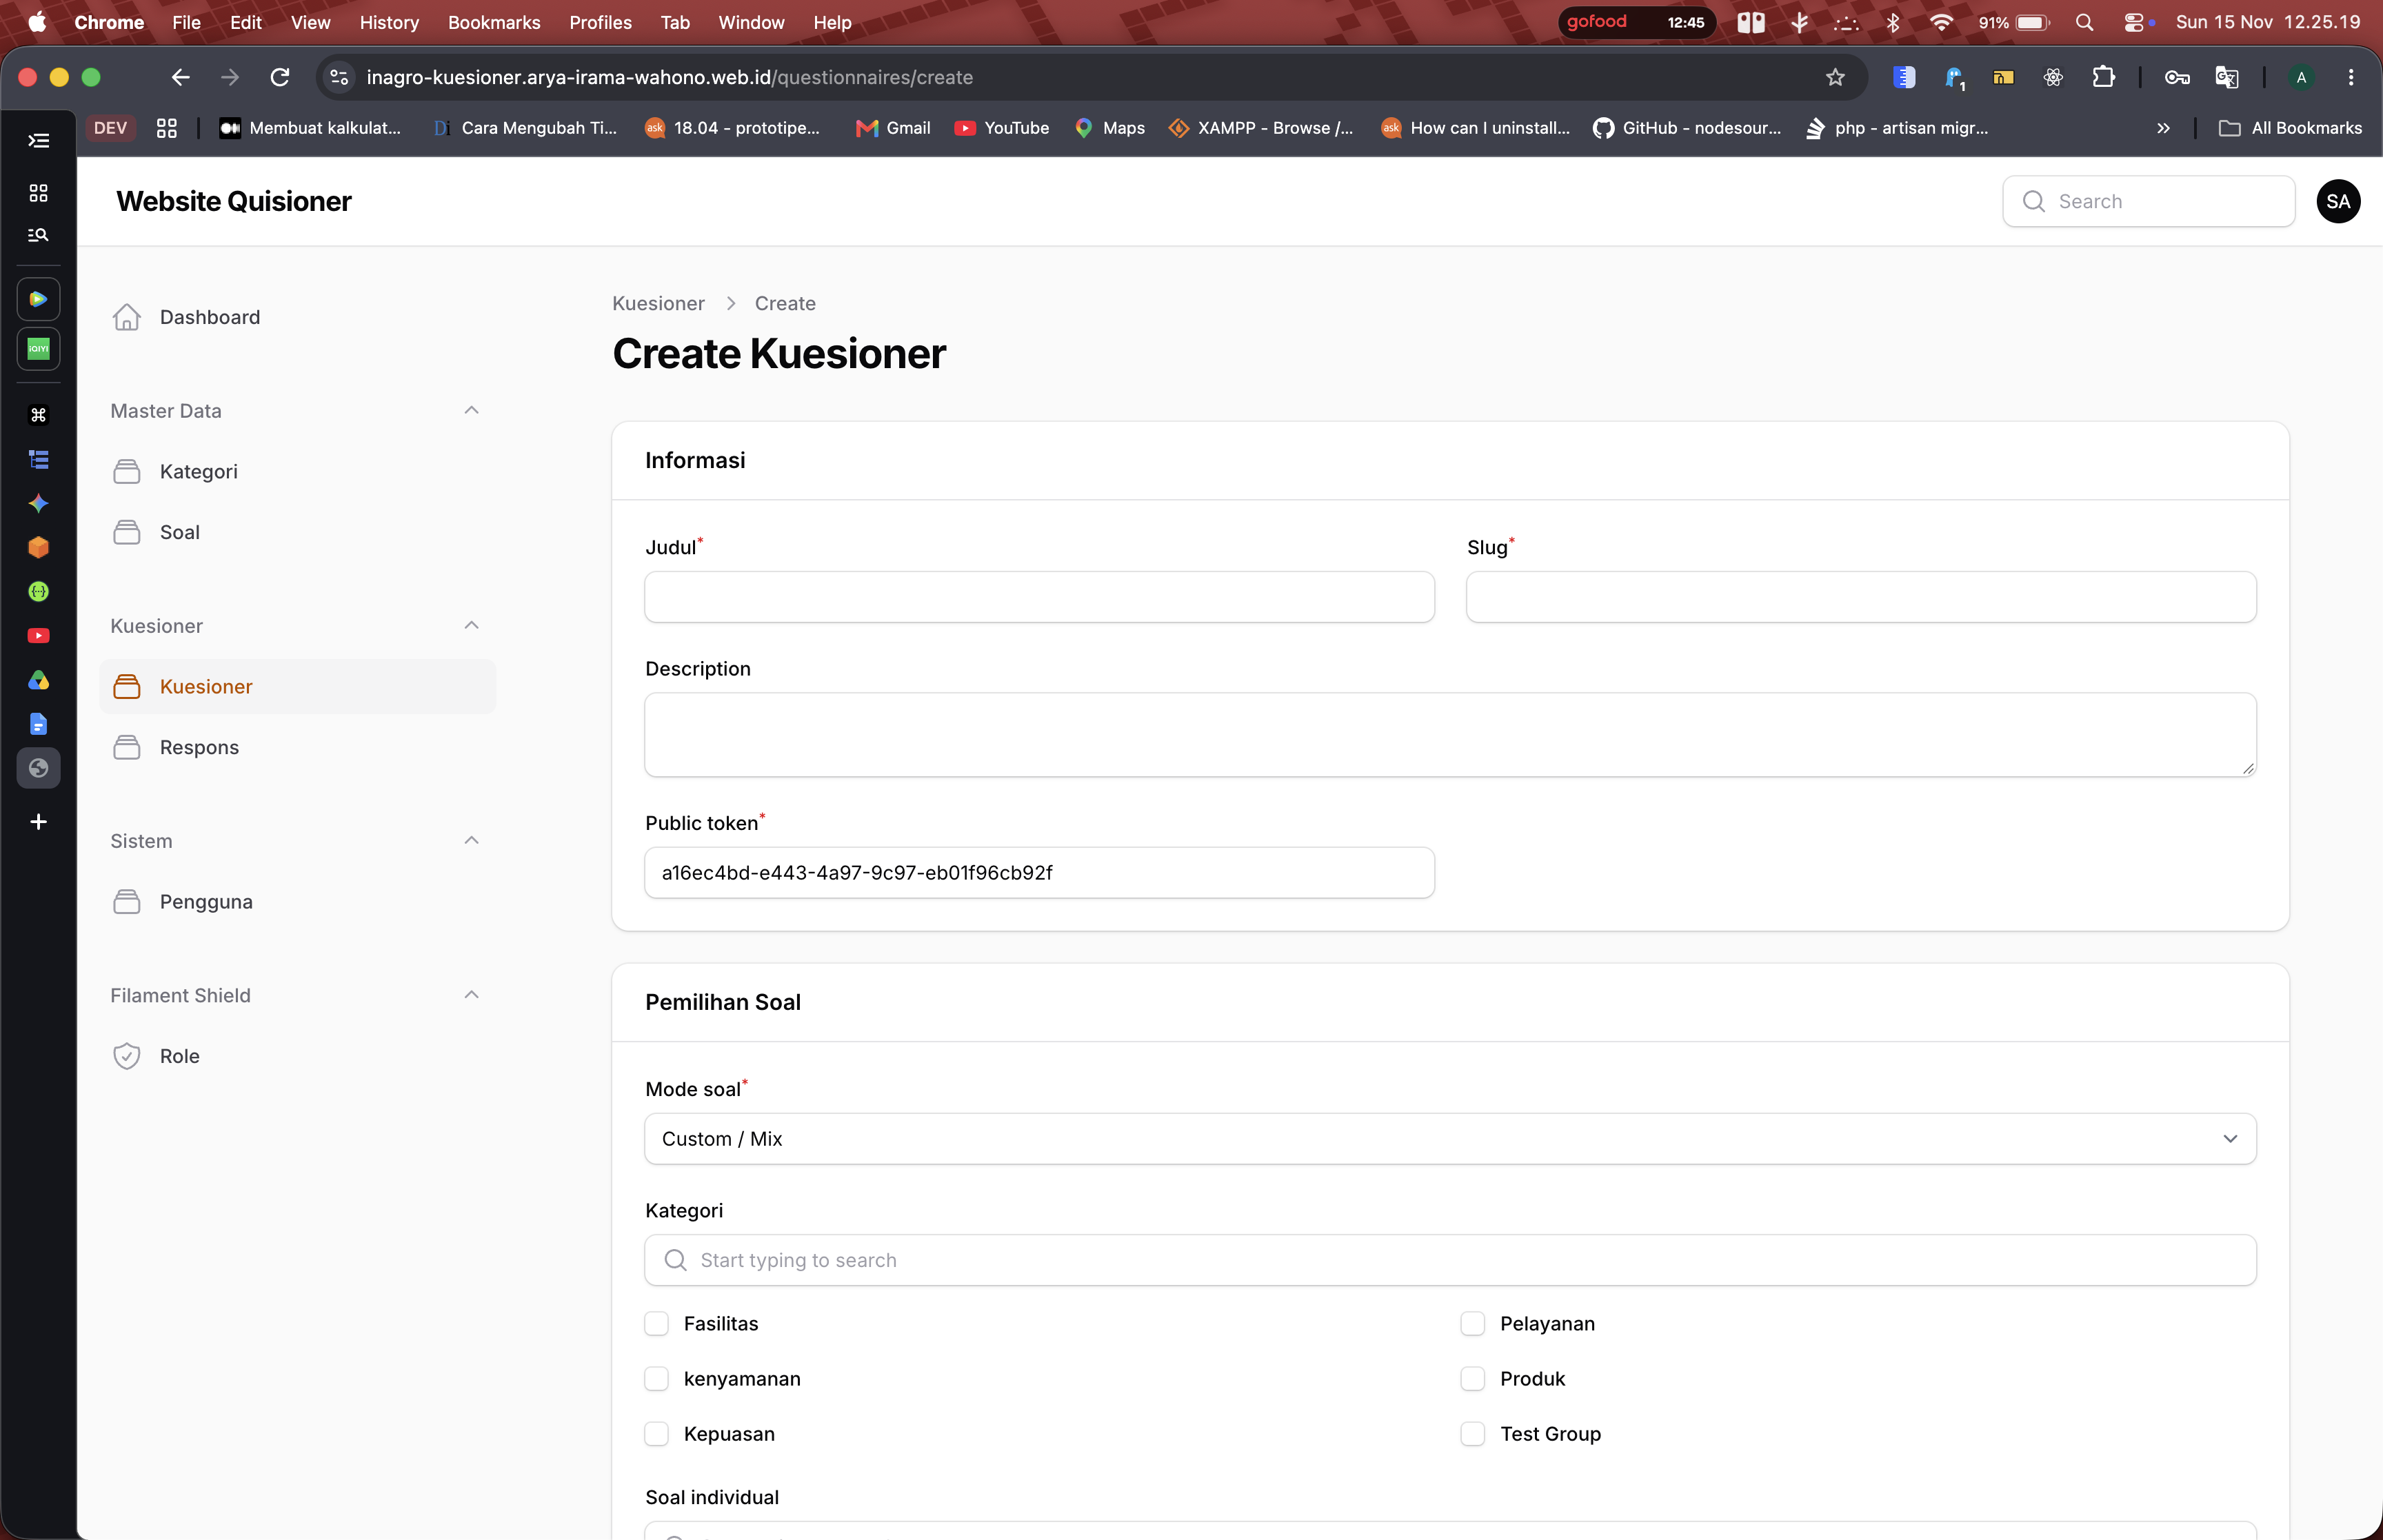 Chrome File Edit View History Bookmarks Profiles Tab Window Help gofood 12:45 91% Sun 15 Nov 12.25.19
inagro-kuesioner.arya-irama-wahono.web.id/questionnaires/create 1 A
DEV Membuat kalkulat... Di Cara Mengubah Ti... ask 18.04 - prototipe... Gmail YouTube Maps XAMPP - Browse /... ask How can I uninstall... GitHub - nodesour... php - artisan migr... » All Bookmarks
Website Quisioner
Search
SA
iQIYI
Dashboard
Master Data
Kategori
Soal
Kuesioner
Kuesioner
Respons
Sistem
Pengguna
Filament Shield
Role
Kuesioner > Create
Create Kuesioner
Informasi
Judul* Slug*
Description
Public token*
a16ec4bd-e443-4a97-9c97-eb01f96cb92f
Pemilihan Soal
Mode soal*
Custom / Mix
Kategori
Start typing to search
Fasilitas Pelayanan
kenyamanan Produk
Kepuasan Test Group
Soal individual